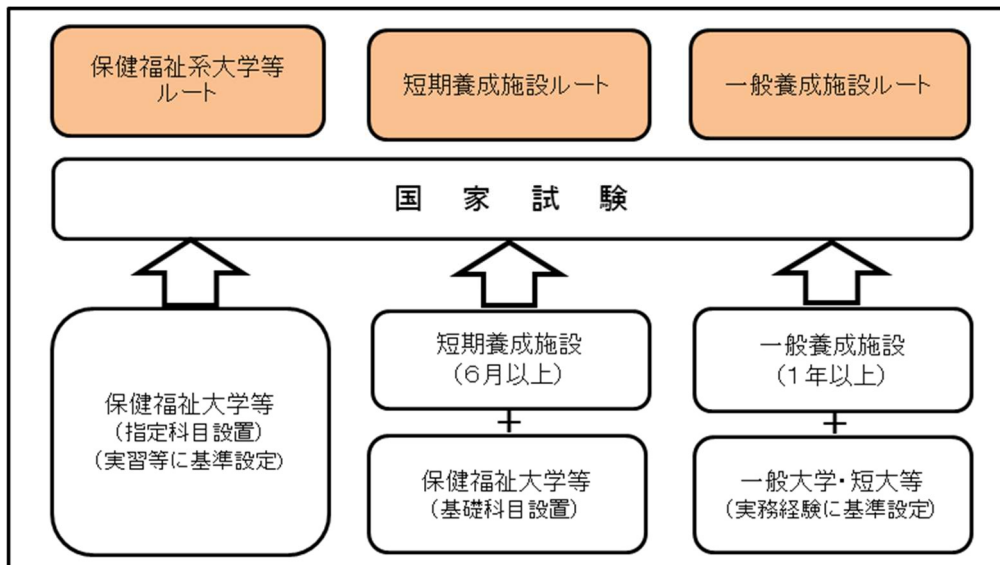 保健福祉系大学等
ルート
短期養成施設ルート
一般養成施設ルート
国家試験
短期養成施設
(6月以上)
一般養成施設
(1年以上)
保健福祉大学等
(指定科目設置)
(実習等に基準設定)
+
+
保健福祉大学等
(基礎科目設置)
一般大学・短大等
(実務経験に基準設定)